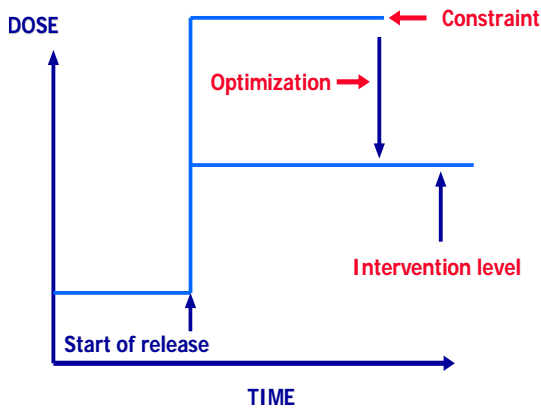 DOSE
Constraint
Optimization
Intervention level
Start of release
TIME